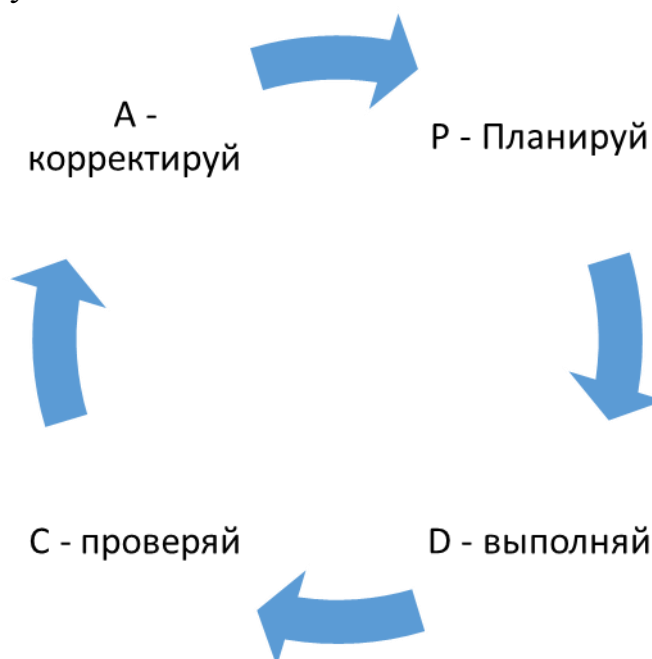 A -
корректируй
P - Планируй
C - проверяй
D - выполняй